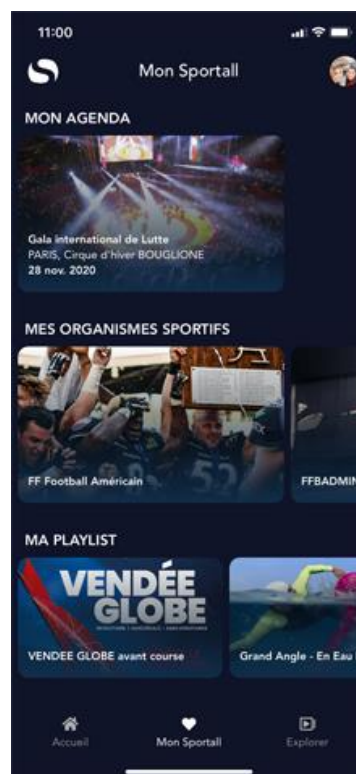 11:00
Mon Sportall
MON AGENDA
Gala international de Lutte
PARIS, Cirque d'hiver BOUGLIONE
28 nov. 2020
MES ORGANISMES SPORTIFS
52
FF Football Américain
FFBADMIN
MA PLAYLIST
VENDÉE
GLOBE
VENDEE GLOBE avant course
Grand Angle - En Eau
Accueil
Mon Sportall
Explorer